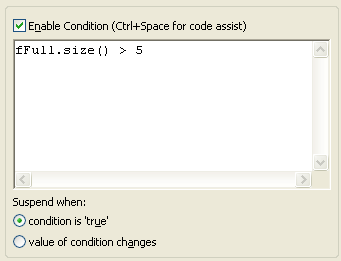 Enable Condition (Ctrl+Space for code assist)
fFull.size() > 5
Suspend when:
condition is 'true'
value of condition changes